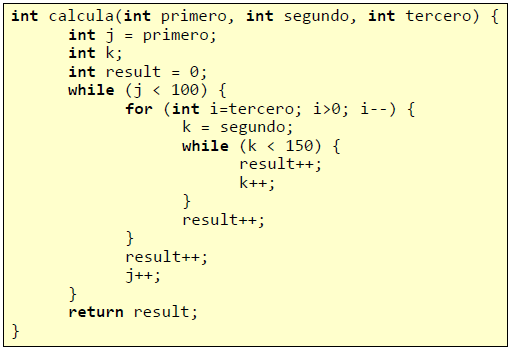 int calcula(int primero, int segundo, int tercero) {
int j = primero;
int k;
int result = 0;
while (j < 100) {
for (int i=tercero; i>0; i--) {
k = segundo;
while (k < 150) {
result++;
k++;
}
result++;
}
result++;
j++;
}
return result;
}